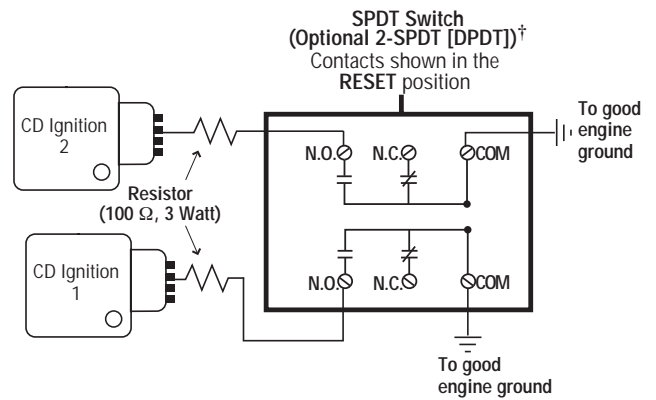 SPDT Switch
(Optional 2-SPDT [DPDT])†
Contacts shown in the
RESET position
CD Ignition
2
N.O.
N.C.
COM
To good
engine
ground
Resistor
(100 Ω, 3 Watt)
CD Ignition
1
N.O.
N.C.
COM
To good
engine ground